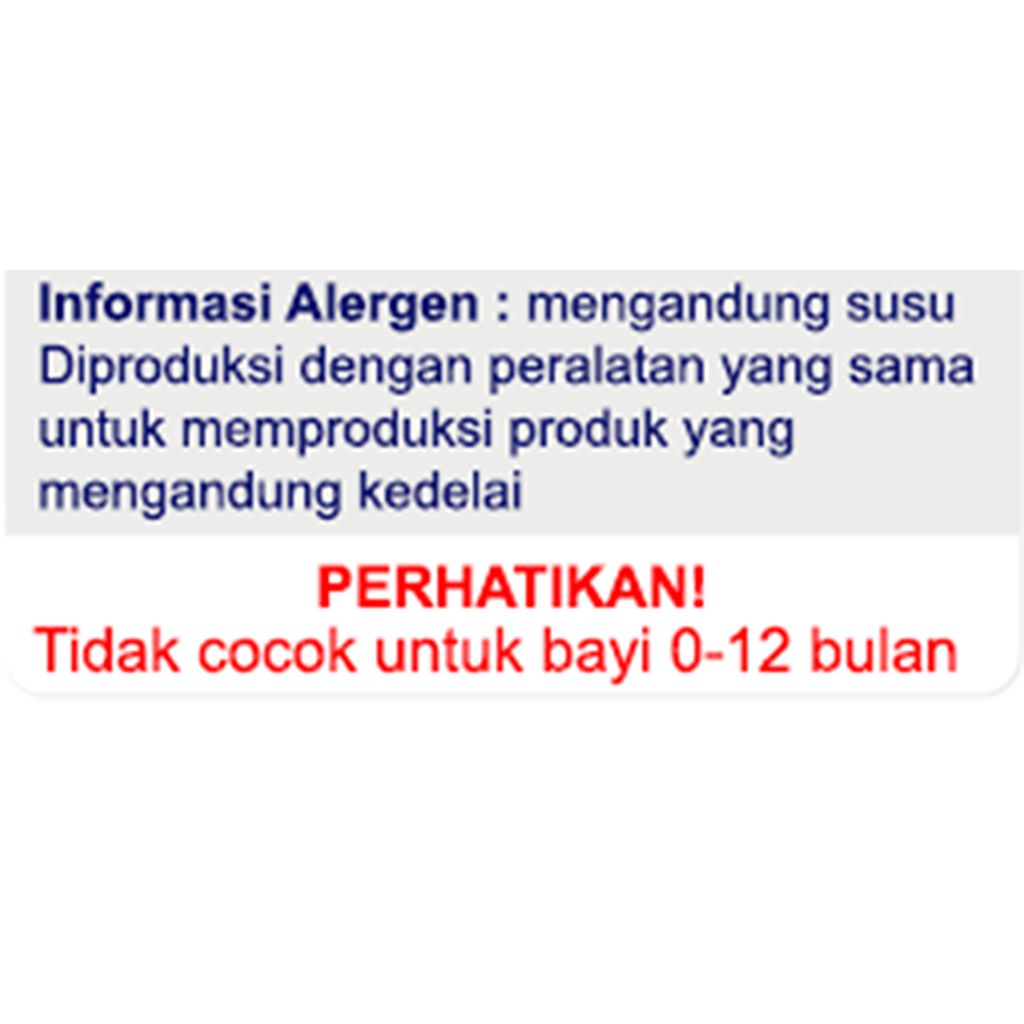 Informasi Alergen : mengandung susu
Diproduksi dengan peralatan yang sama
untuk memproduksi produk yang
mengandung kedelai
PERHATIKAN!
Tidak cocok untuk bayi 0-12 bulan